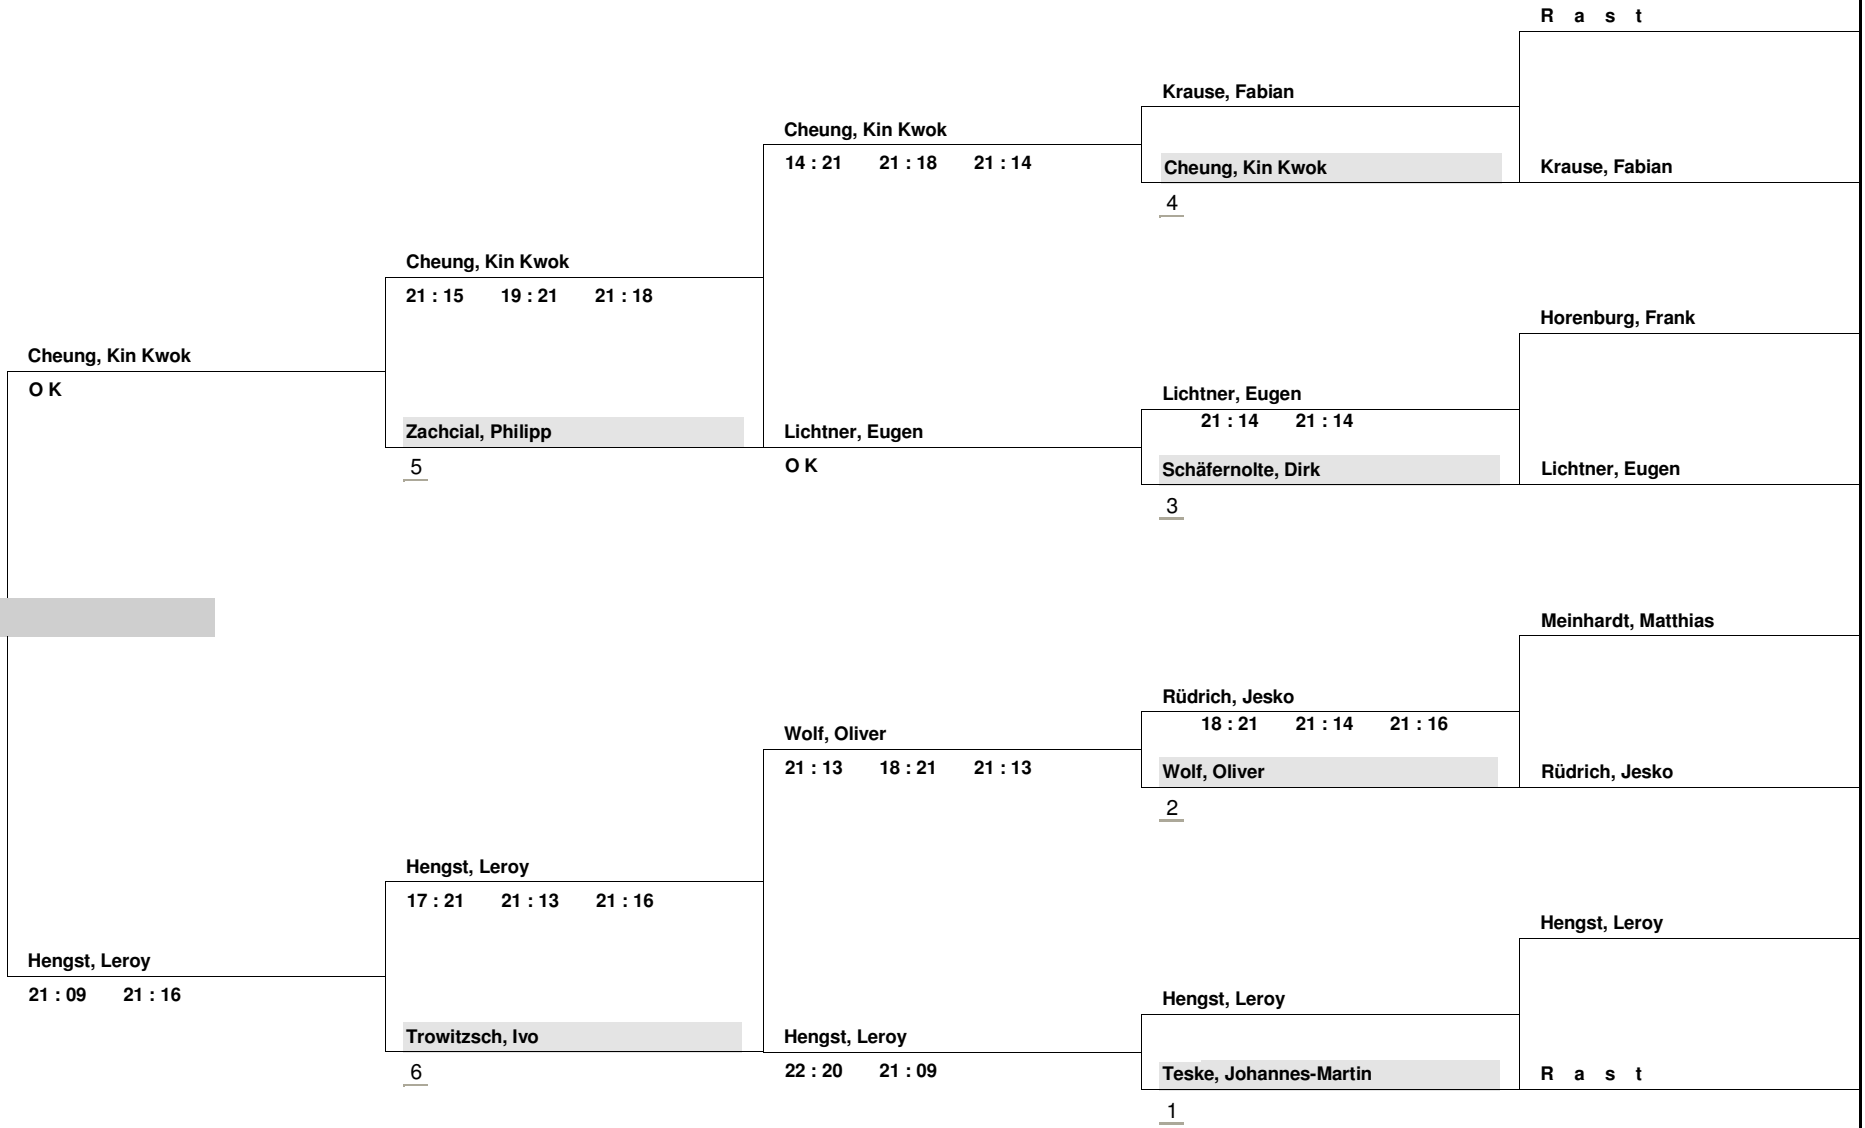 R a s t
Krause, Fabian
Cheung, Kin Kwok
14 : 21 21 : 18 21 : 14
Cheung, Kin Kwok
Krause, Fabian
4
Cheung, Kin Kwok
21 : 15 19 : 21 21 : 18
Horenburg, Frank
Cheung, Kin Kwok
O K
Lichtner, Eugen
21 : 14 21 : 14
Zachcial, Philipp
Lichtner, Eugen
5
O K
Schäfernolte, Dirk
Lichtner, Eugen
3
Meinhardt, Matthias
Rüdrich, Jesko
18 : 21 21 : 14 21 : 16
Wolf, Oliver
21 : 13 18 : 21 21 : 13
Wolf, Oliver
Rüdrich, Jesko
2
Hengst, Leroy
17 : 21 21 : 13 21 : 16
Hengst, Leroy
Hengst, Leroy
21 : 09 21 : 16
Hengst, Leroy
Trowitzsch, Ivo
Hengst, Leroy
6
22 : 20 21 : 09
Teske, Johannes-Martin
R a s t
1